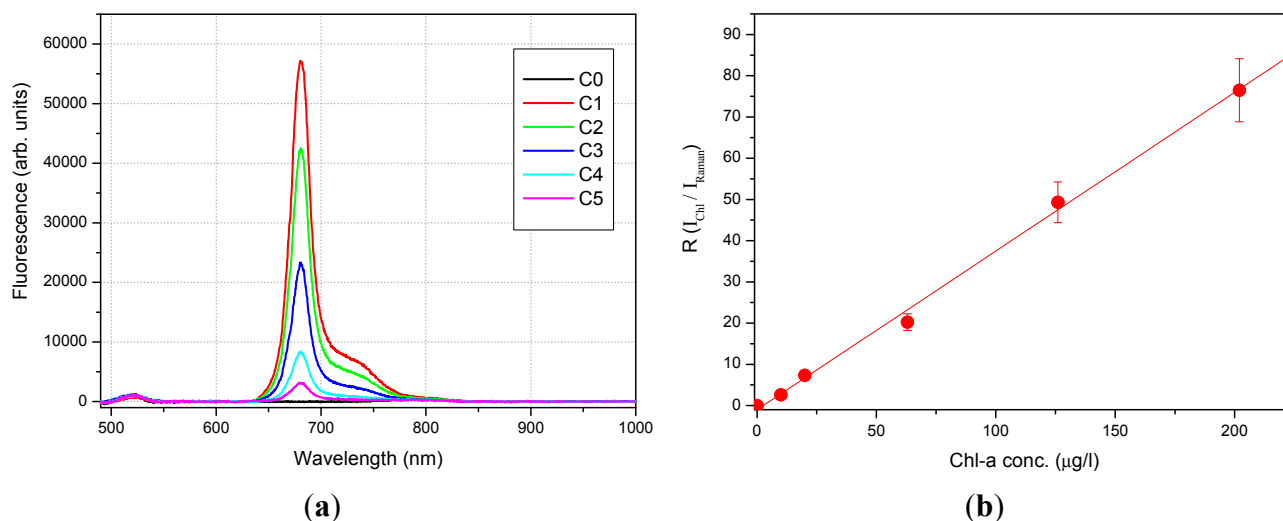 60000
50000
40000
30000
20000
10000
0
Fluorescence (arb. units)
500 600 700 800 900 1000
Wavelength (nm)
C0
C1
C2
C3
C4
C5
(a)
90
80
70
60
50
40
30
20
10
0
R (I_Chl / I_Raman)
0 50 100 150 200
Chl-a conc. (μg/l)
(b)